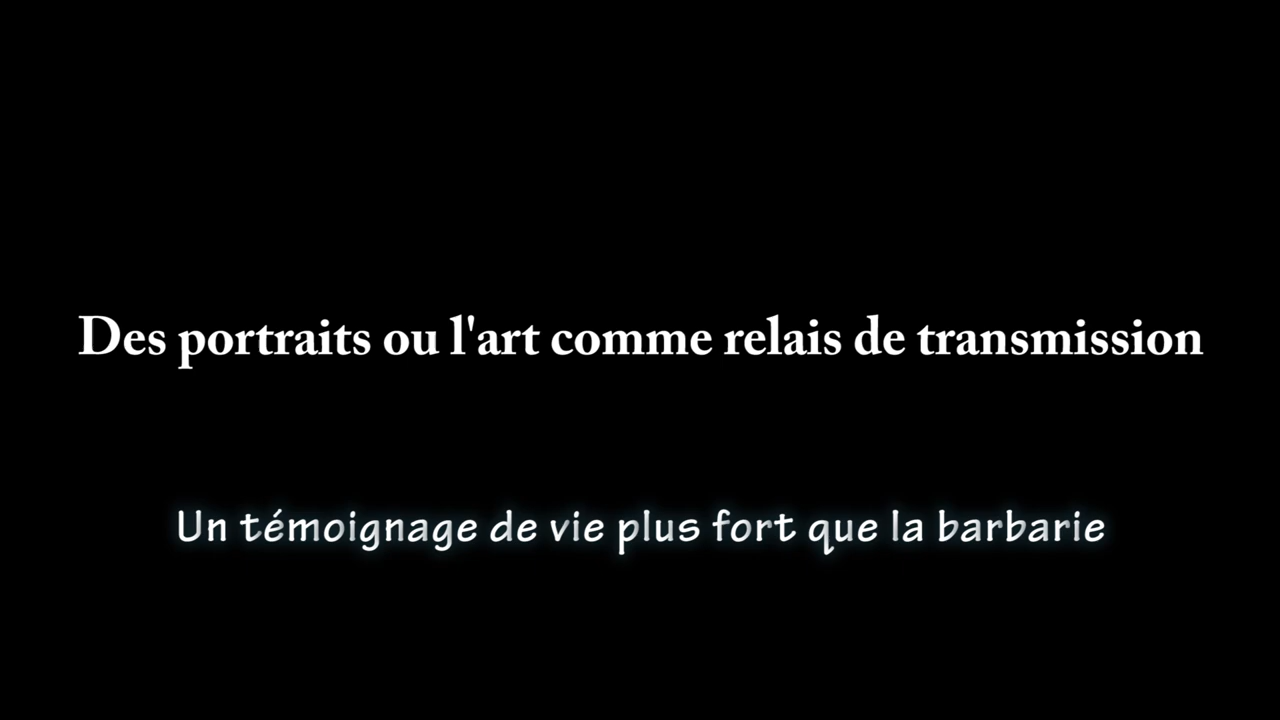 Des portraits ou l'art comme relais de transmission
Un témoignage de vie plus fort que la barbarie